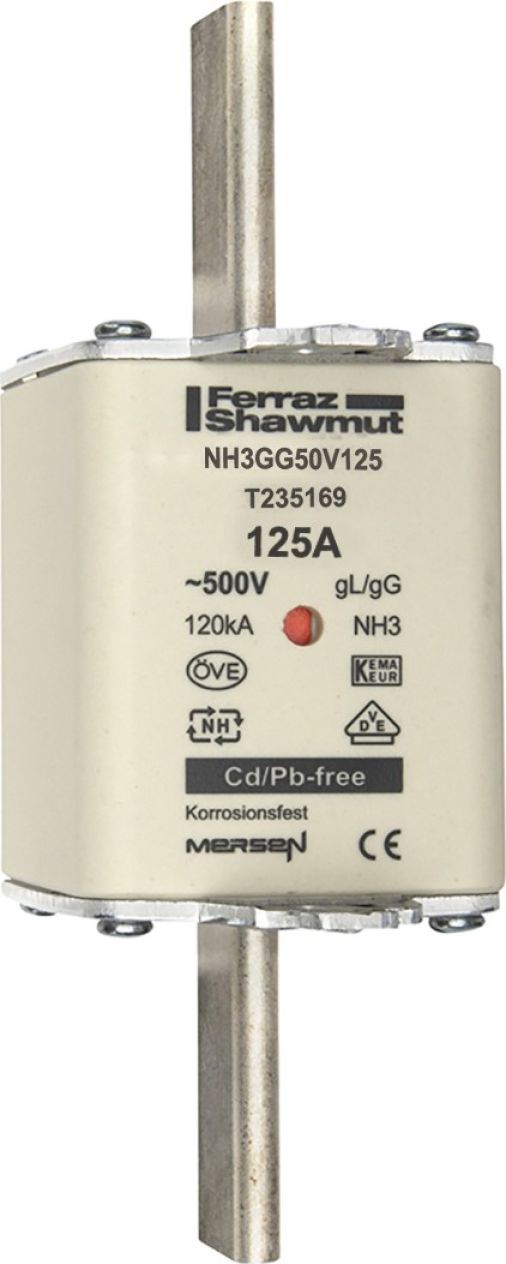 Ferraz
Shawmut
NH3GG50V125
T235169
125A
~500V gL/gG
120kA NH3
ÖVE KEMA
KEUR
NH VDE
Cd/Pb-free
Korrosionsfest
MERSEN CE